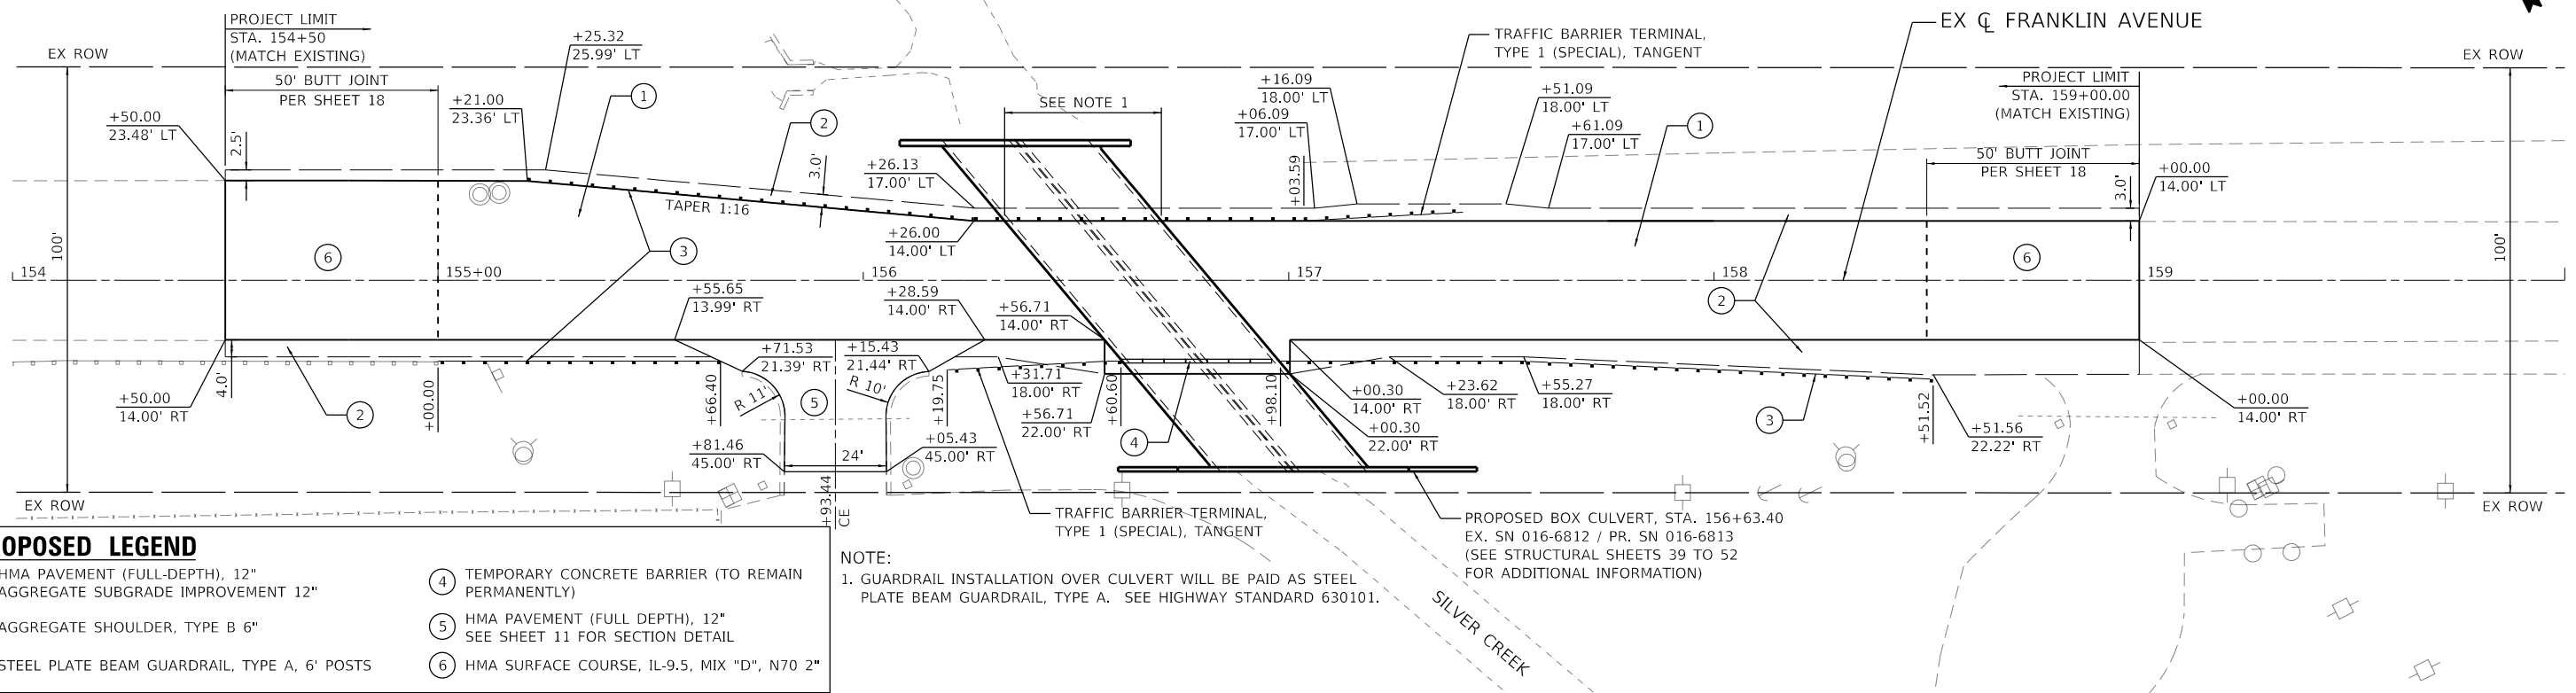 PROJECT LIMIT
STA. 154+50
(MATCH EXISTING)
EX ROW
50' BUTT JOINT
PER SHEET 18
+25.32
25.99' LT
+21.00
23.36' LT
+50.00
23.48' LT
2.5'
1
2
3.0'
TAPER 1:16
SEE NOTE 1
+26.13
17.00' LT
+26.00
14.00' LT
+16.09
18.00' LT
+06.09
17.00' LT
+03.59
TRAFFIC BARRIER TERMINAL,
TYPE 1 (SPECIAL), TANGENT
+51.09
18.00' LT
+61.09
17.00' LT
1
EX ℄ FRANKLIN AVENUE
EX ROW
PROJECT LIMIT
STA. 159+00.00
(MATCH EXISTING)
50' BUTT JOINT
PER SHEET 18
3.0'
+00.00
14.00' LT
100'
6
3
154
155+00
156
157
158
159
6
2
100'
+55.65
13.99' RT
+28.59
14.00' RT
+56.71
14.00' RT
+50.00
14.00' RT
4.0'
2
+00.00
+66.40
+71.53
21.39' RT
+15.43
21.44' RT
R 11'
R 10'
5
+19.75
+31.71
18.00' RT
+56.71
22.00' RT
+60.60
4
+98.10
+00.30
14.00' RT
+00.30
22.00' RT
+23.62
18.00' RT
+55.27
18.00' RT
3
+51.52
+51.56
22.22' RT
+00.00
14.00' RT
+81.46
45.00' RT
24'
+05.43
45.00' RT
+93.44
CE
EX ROW
EX ROW
TRAFFIC BARRIER TERMINAL,
TYPE 1 (SPECIAL), TANGENT
PROPOSED BOX CULVERT, STA. 156+63.40
EX. SN 016-6812 / PR. SN 016-6813
(SEE STRUCTURAL SHEETS 39 TO 52
FOR ADDITIONAL INFORMATION)
SILVER CREEK
NOTE:
1. GUARDRAIL INSTALLATION OVER CULVERT WILL BE PAID AS STEEL
PLATE BEAM GUARDRAIL, TYPE A. SEE HIGHWAY STANDARD 630101.
OPOSED LEGEND
HMA PAVEMENT (FULL-DEPTH), 12"
AGGREGATE SUBGRADE IMPROVEMENT 12"
AGGREGATE SHOULDER, TYPE B 6"
STEEL PLATE BEAM GUARDRAIL, TYPE A, 6' POSTS
4 TEMPORARY CONCRETE BARRIER (TO REMAIN
PERMANENTLY)
5 HMA PAVEMENT (FULL DEPTH), 12"
SEE SHEET 11 FOR SECTION DETAIL
6 HMA SURFACE COURSE, IL-9.5, MIX "D", N70 2"